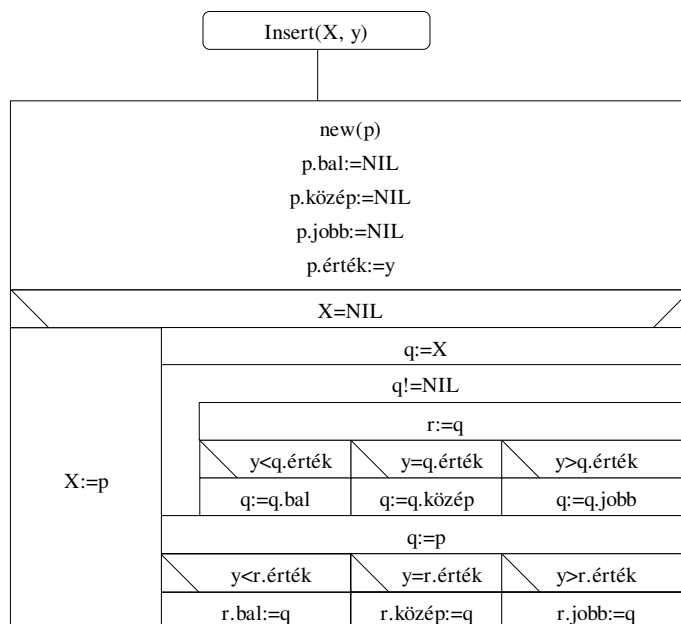 Insert(X, y)
new(p)
p.bal:=NIL
p.közép:=NIL
p.jobb:=NIL
p.érték:=y
X=NIL
X:=p
q:=X
q!=NIL
r:=q
y<q.érték y=q.érték y>q.érték
q:=q.bal q:=q.közép q:=q.jobb
q:=p
y<r.érték y=r.érték y>r.érték
r.bal:=q r.közép:=q r.jobb:=q